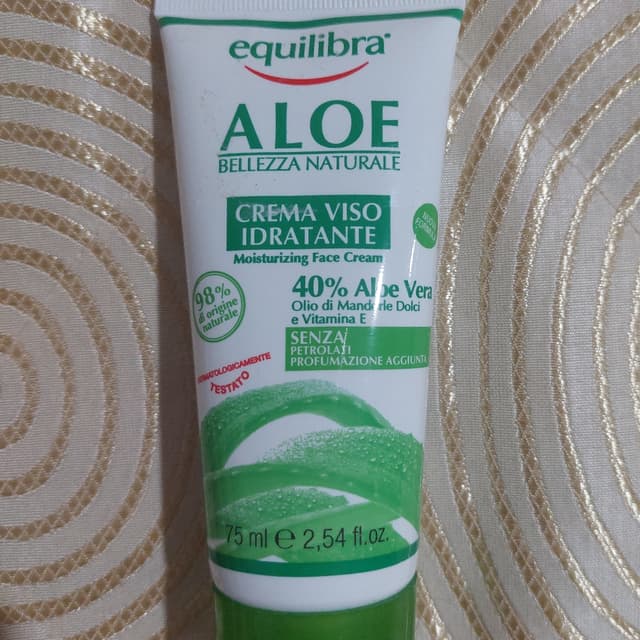 equilibra®
ALOE
BELLEZZA NATURALE
CREMA VISO
IDRATANTE
Moisturizing Face Cream
98%
di origine
naturale
40% Aloe Vera
Olio di Mandorle Dolci
e Vitamina E
SENZA
PETROLATI
PROFUMAZIONE AGGIUNTA
DERMATOLOGICAMENTE
TESTATO
75 ml e 2,54 fl.oz.